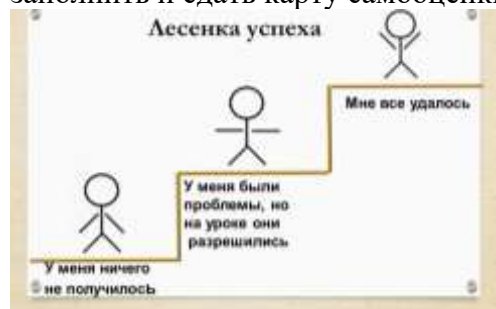 заполнить и сдать карту самооценки
Лесенка успеха
Мне все удалось
У меня были
проблемы, но
на уроке они
разрешились
У меня ничего
не получилось